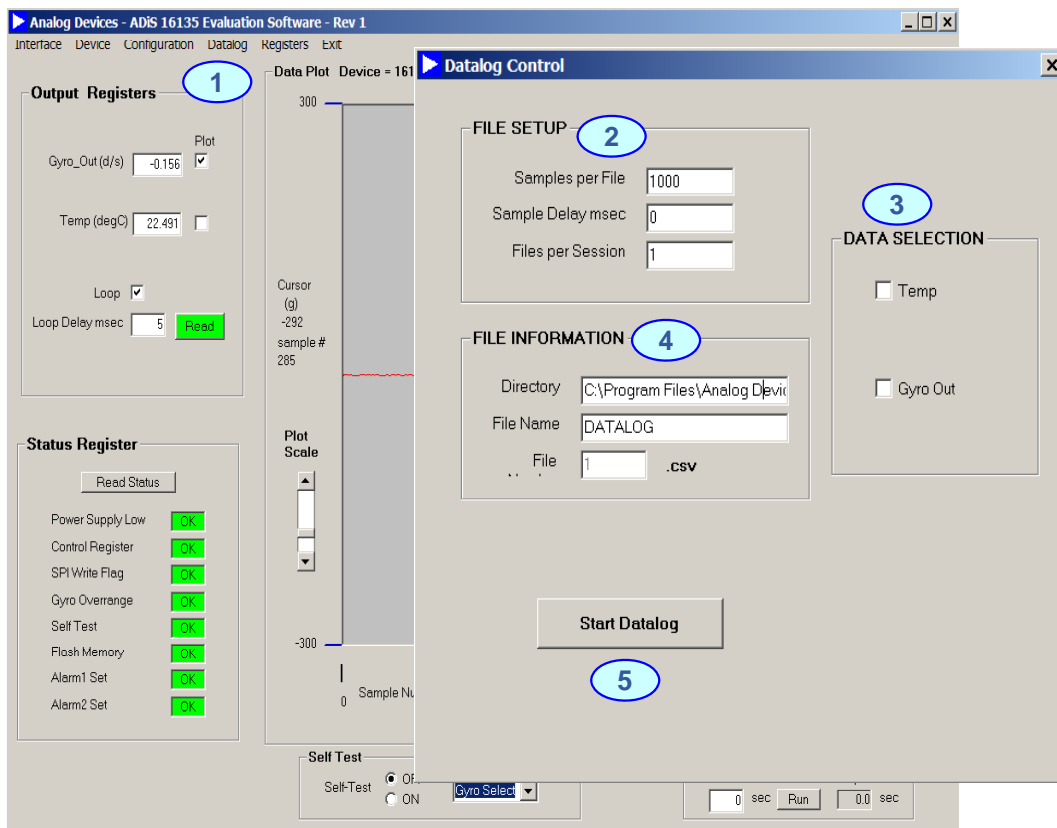 Analog Devices - ADiS 16135 Evaluation Software - Rev 1
Interface Device Configuration Datalog Registers Exit
1
Output Registers
Plot
Gyro_Out (d/s) -0.156
Temp (degC) 22.491
Loop
Loop Delay msec 5 Read
Status Register
Read Status
Power Supply Low OK
Control Register OK
SPI Write Flag OK
Gyro Overrange OK
Self Test OK
Flash Memory OK
Alarm1 Set OK
Alarm2 Set OK
Data Plot Device = 161
300
Cursor
(g)
-292
sample #
285
Plot
Scale
-300
0 Sample Nu
Self Test
Self-Test
ON
Gyro Select
0 sec Run 0.0 sec
Datalog Control
FILE SETUP
2
Samples per File 1000
Sample Delay msec 0
Files per Session 1
3
DATA SELECTION
Temp
Gyro Out
FILE INFORMATION
4
Directory C:\Program Files\Analog Devic
File Name DATALOG
File 1 .csv
Start Datalog
5